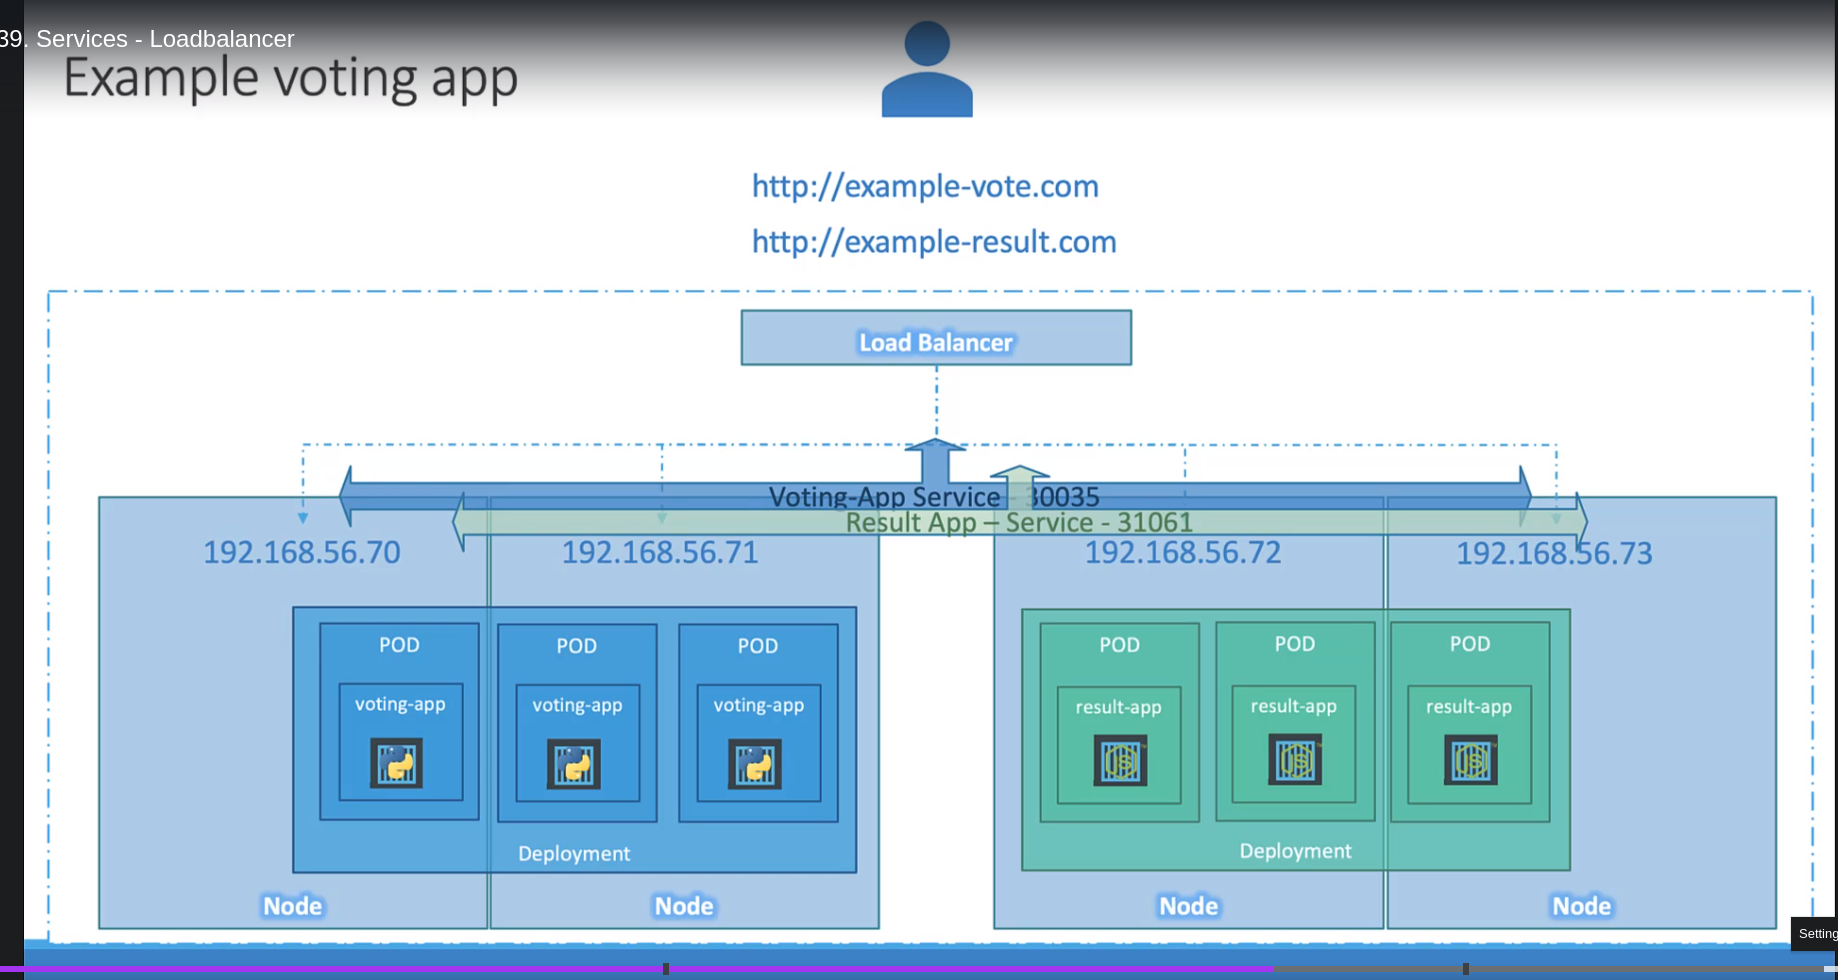 39. Services - Loadbalancer
Example voting app
http://example-vote.com
http://example-result.com
Load Balancer
Voting-App Service - 30035
Result App – Service - 31061
192.168.56.70 192.168.56.71 192.168.56.72 192.168.56.73
POD POD POD POD POD POD
voting-app voting-app voting-app result-app result-app result-app
Deployment Deployment
Node Node Node Node
Setting